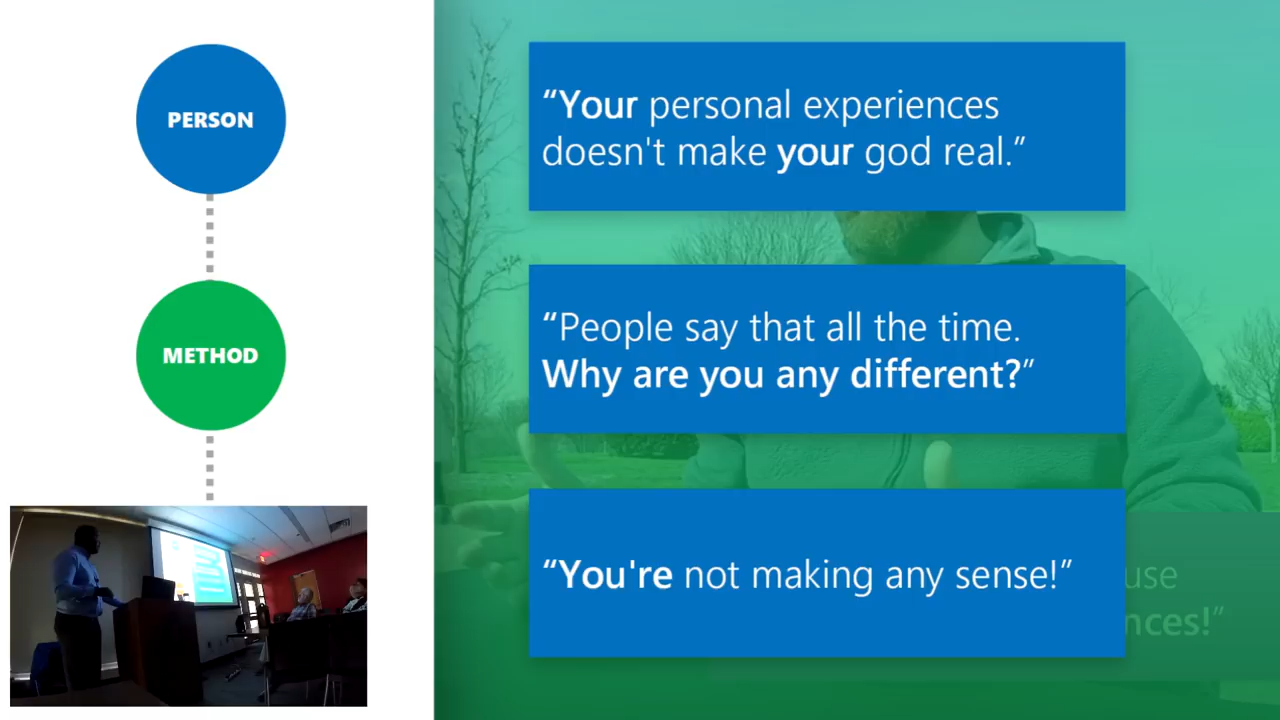 PERSON
METHOD
“Your personal experiences
doesn't make your god real.”
“People say that all the time.
Why are you any different?”
“You're not making any sense!”